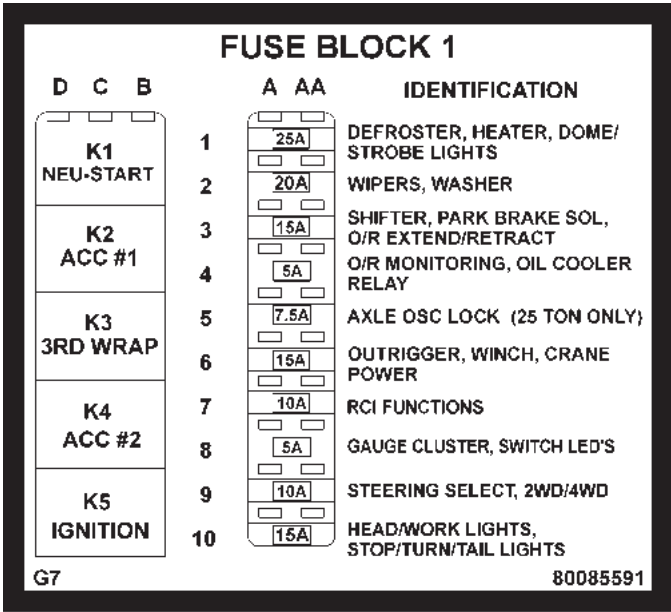 FUSE BLOCK 1
D C B A AA IDENTIFICATION
K1
NEU-START
K2
ACC #1
K3
3RD WRAP
K4
ACC #2
K5
IGNITION
1 25A DEFROSTER, HEATER, DOME/
STROBE LIGHTS
2 20A WIPERS, WASHER
3 15A SHIFTER, PARK BRAKE SOL,
O/R EXTEND/RETRACT
4 5A O/R MONITORING, OIL COOLER
RELAY
5 7.5A AXLE OSC LOCK (25 TON ONLY)
6 15A OUTRIGGER, WINCH, CRANE
POWER
7 10A RCI FUNCTIONS
8 5A GAUGE CLUSTER, SWITCH LED'S
9 10A STEERING SELECT, 2WD/4WD
10 15A HEAD/WORK LIGHTS,
STOP/TURN/TAIL LIGHTS
G7 80085591